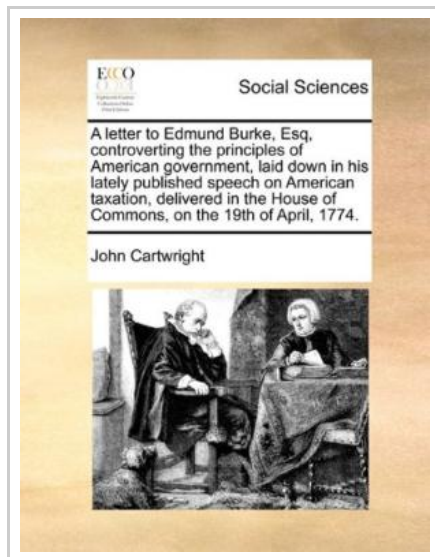 ECCO
Social Sciences
A letter to Edmund Burke, Esq,
controverting the principles of
American government, laid down in his
lately published speech on American
taxation, delivered in the House of
Commons, on the 19th of April, 1774.
John Cartwright